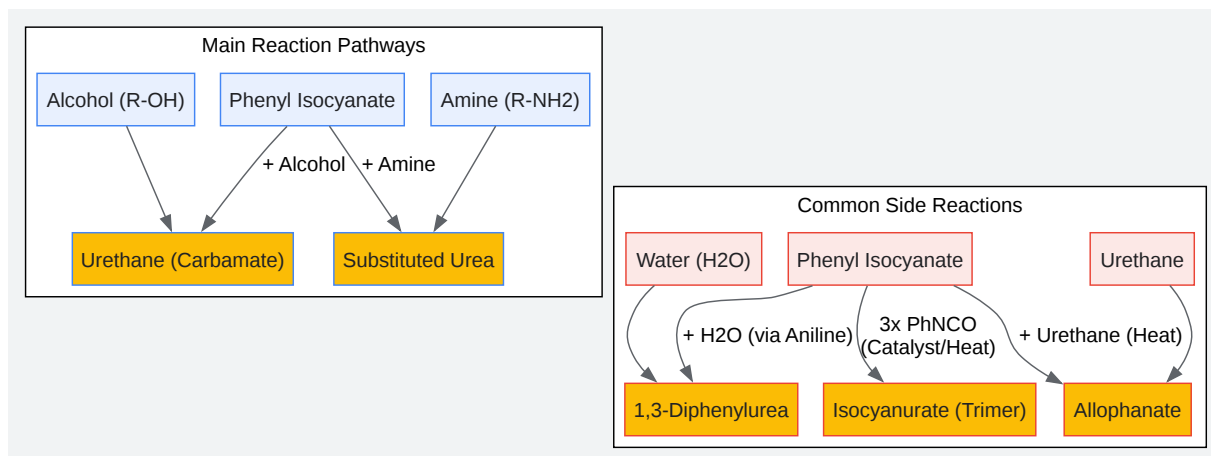 Main Reaction Pathways
Alcohol (R-OH)
Phenyl Isocyanate
Amine (R-NH2)
+ Alcohol
+ Amine
Urethane (Carbamate)
Substituted Urea
Common Side Reactions
Water (H2O)
Phenyl Isocyanate
Urethane
+ H2O (via Aniline)
3x PhNCO
(Catalyst/Heat)
+ Urethane (Heat)
1,3-Diphenylurea
Isocyanurate (Trimer)
Allophanate